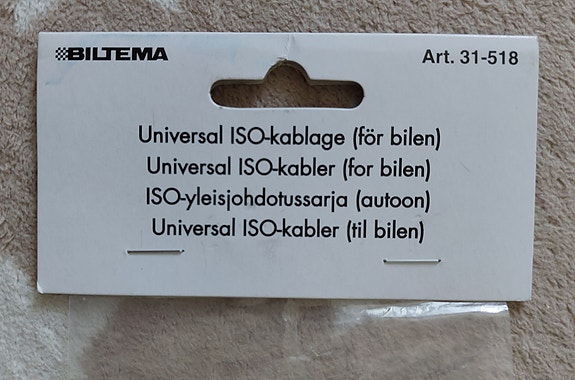 BILTEMA Art. 31-518
Universal ISO-kablage (för bilen)
Universal ISO-kabler (for bilen)
ISO-yleisjohdotussarja (autoon)
Universal ISO-kabler (til bilen)